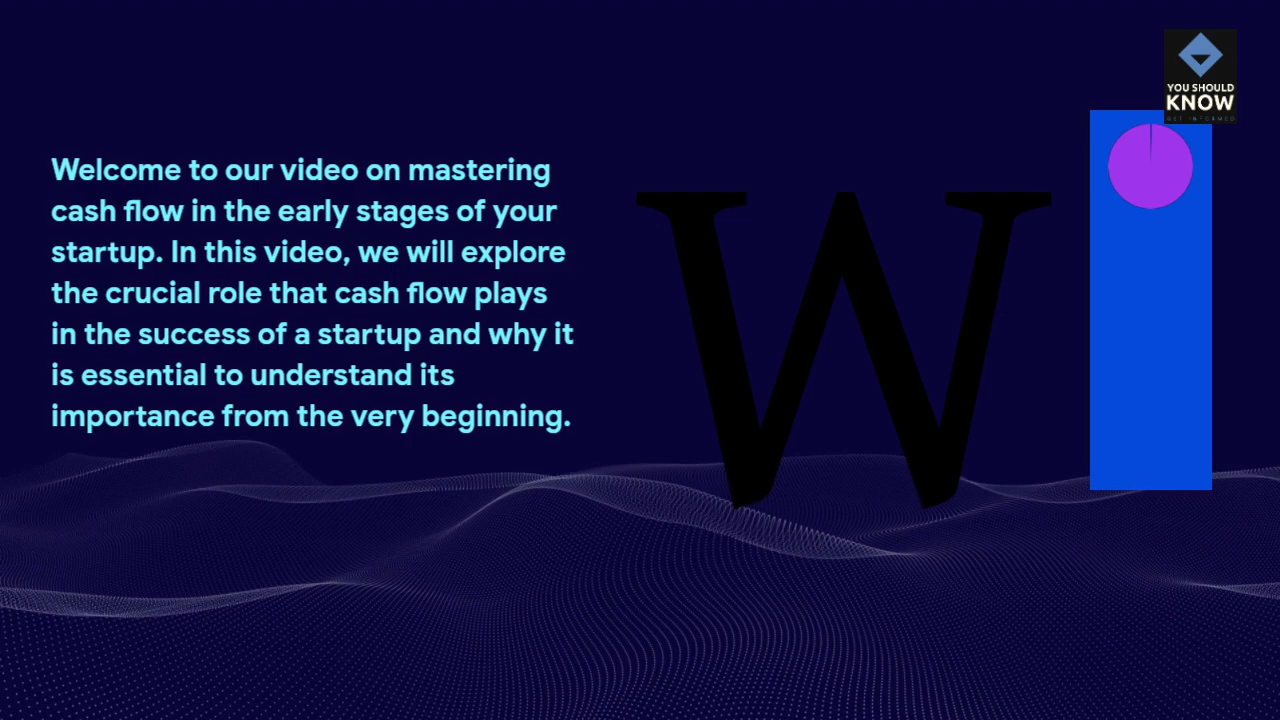 Welcome to our video on mastering
cash flow in the early stages of your
startup. In this video, we will explore
the crucial role that cash flow plays
in the success of a startup and why it
is essential to understand its
importance from the very beginning.
W
YOU SHOULD
KNOW
GET INFORMED